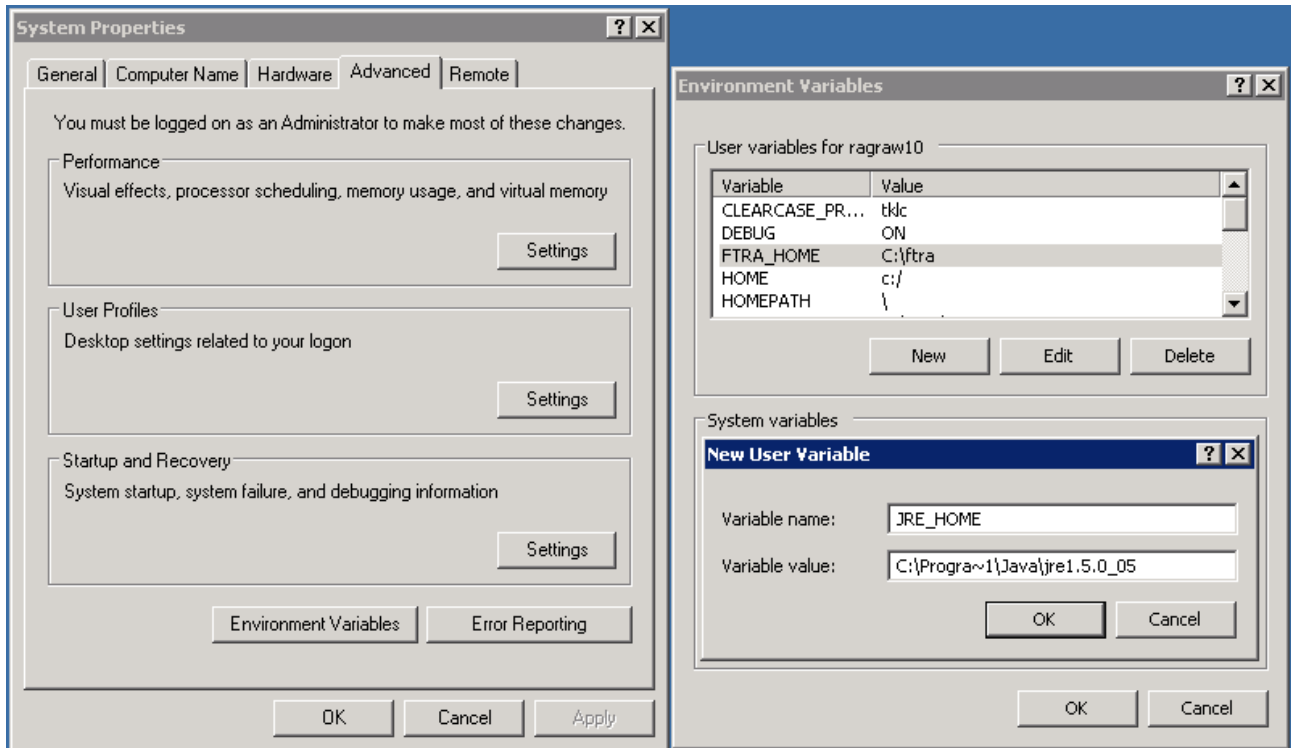 System Properties
General Computer Name Hardware Advanced Remote
You must be logged on as an Administrator to make most of these changes.
Performance
Visual effects, processor scheduling, memory usage, and virtual memory
Settings
User Profiles
Desktop settings related to your logon
Settings
Startup and Recovery
System startup, system failure, and debugging information
Settings
Environment Variables Error Reporting
OK Cancel Apply
Environment Variables
User variables for ragraw10
Variable Value
CLEARCASE_PR... tklc
DEBUG ON
FTRA_HOME C:\ftra
HOME c:/
HOMEPATH \
New Edit Delete
System variables
New User Variable
Variable name: JRE_HOME
Variable value: C:\Progra~1\Java\jre1.5.0_05
OK Cancel
OK Cancel